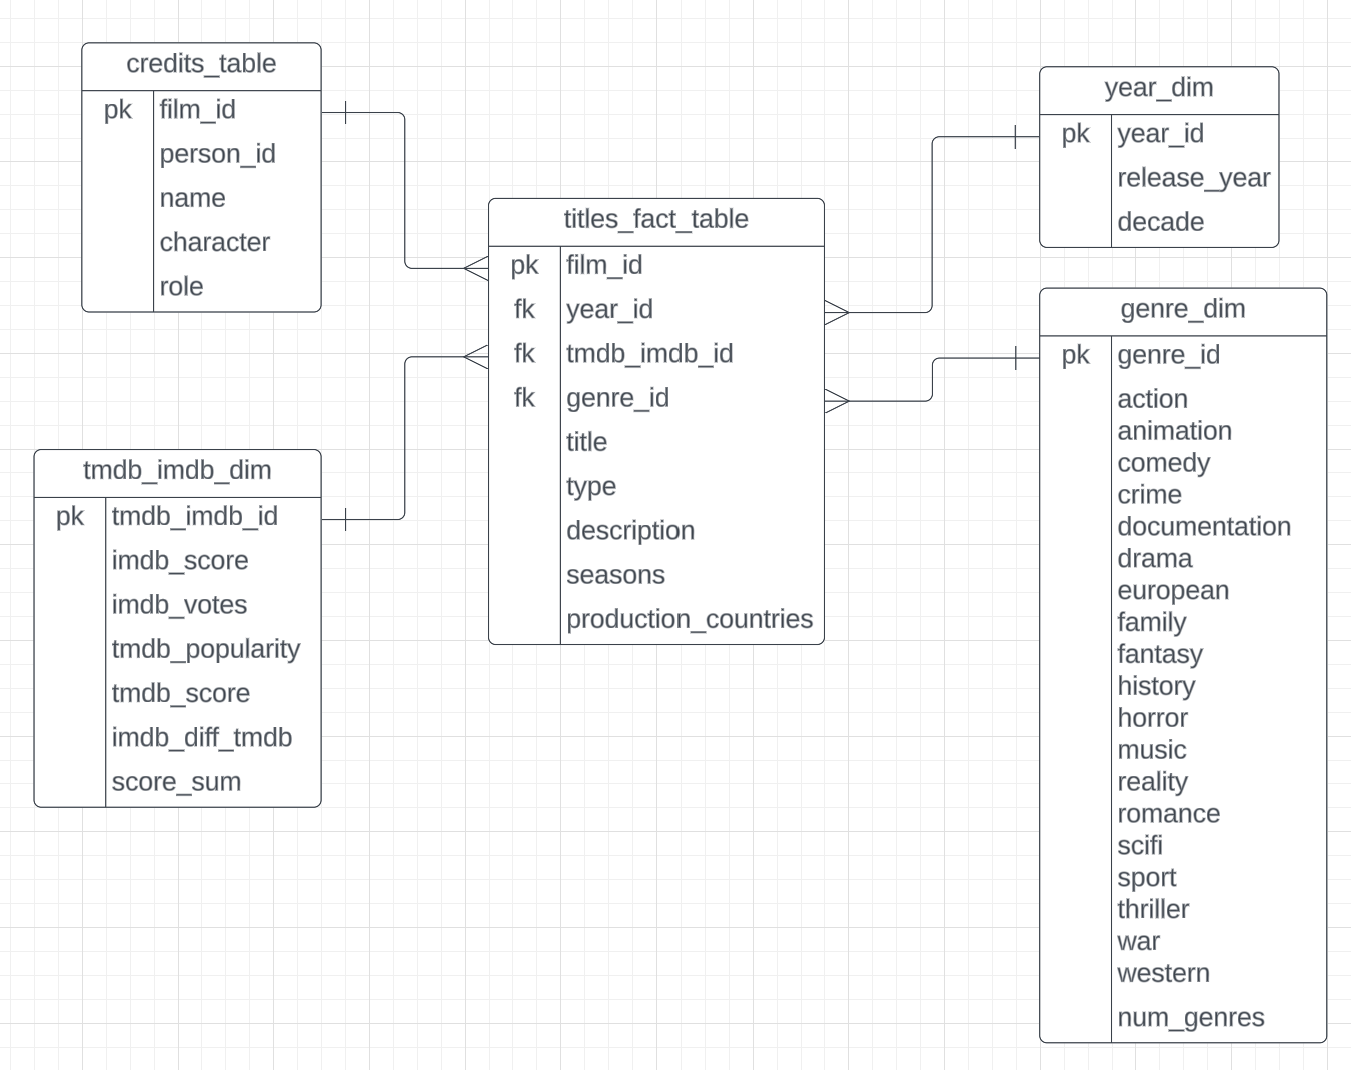 credits_table
pk film_id
person_id
name
character
role
tmdb_imdb_dim
pk tmdb_imdb_id
imdb_score
imdb_votes
tmdb_popularity
tmdb_score
imdb_diff_tmdb
score_sum
titles_fact_table
pk film_id
fk year_id
fk tmdb_imdb_id
fk genre_id
title
type
description
seasons
production_countries
year_dim
pk year_id
release_year
decade
genre_dim
pk genre_id
action
animation
comedy
crime
documentation
drama
european
family
fantasy
history
horror
music
reality
romance
scifi
sport
thriller
war
western
num_genres